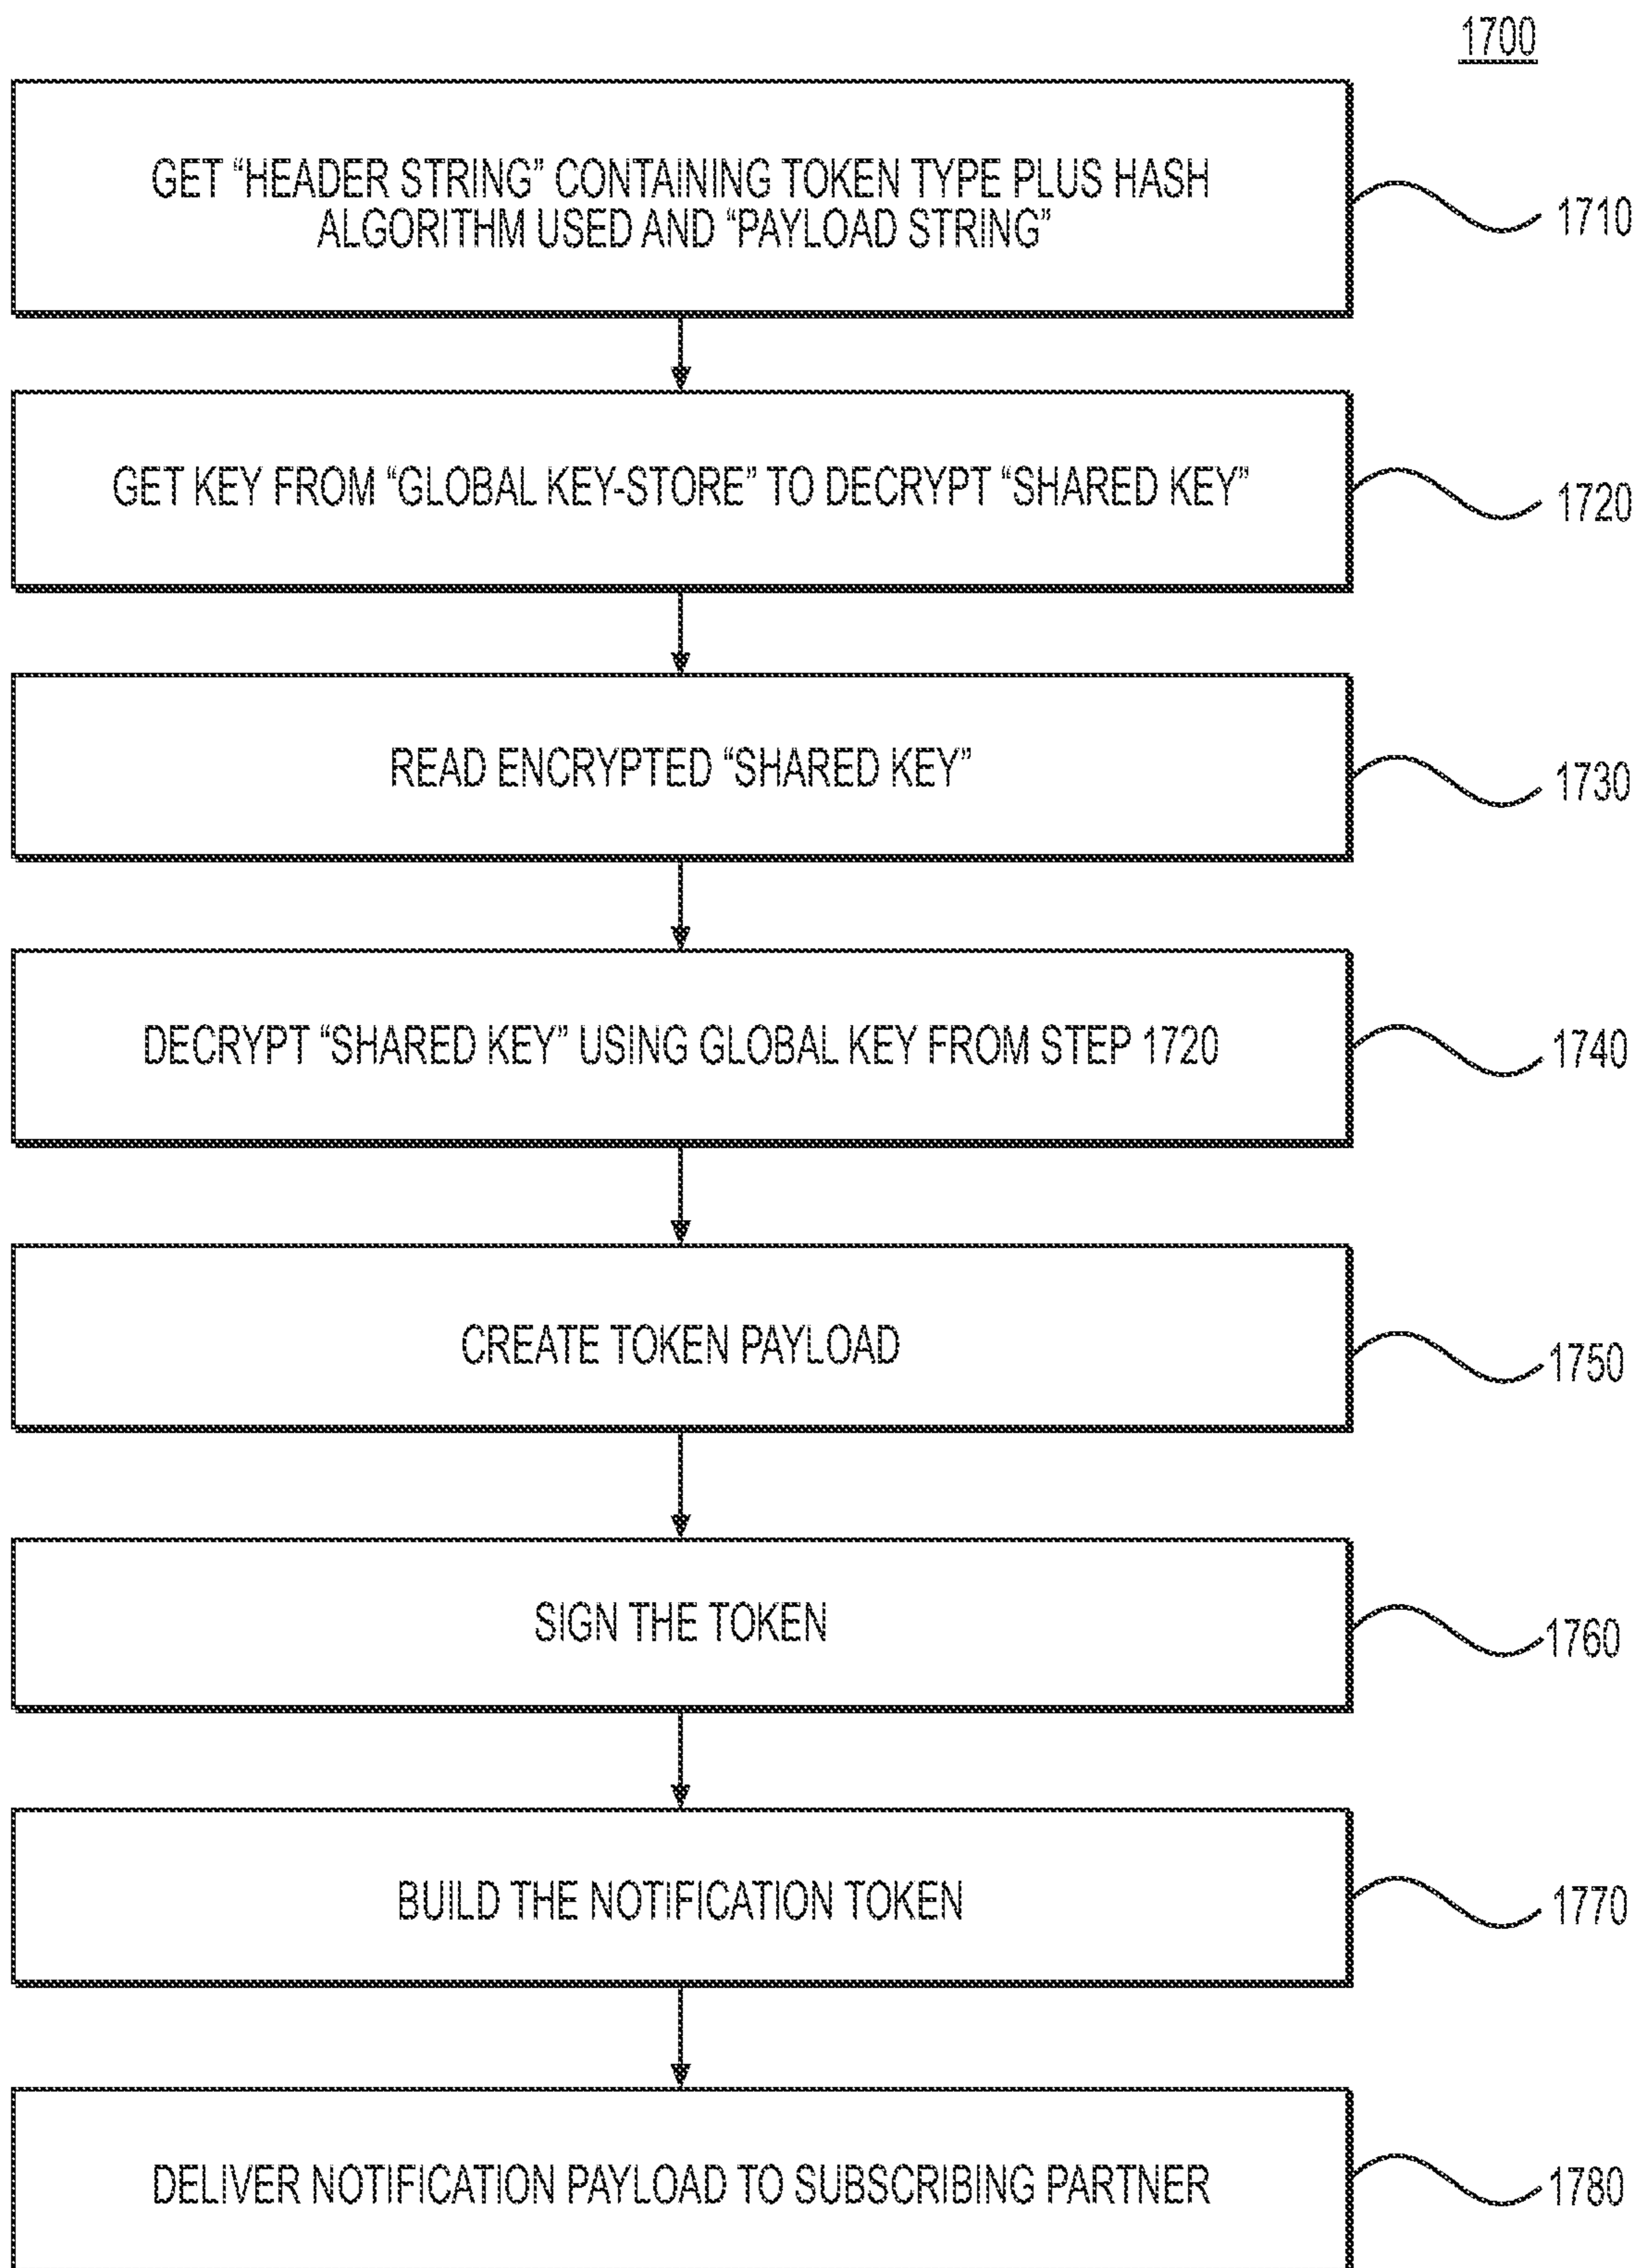 1700
GET “HEADER STRING” CONTAINING TOKEN TYPE PLUS HASH
ALGORITHM USED AND “PAYLOAD STRING”
1710
GET KEY FROM “GLOBAL KEY-STORE” TO DECRYPT “SHARED KEY”
1720
READ ENCRYPTED “SHARED KEY”
1730
DECRYPT “SHARED KEY” USING GLOBAL KEY FROM STEP 1720
1740
CREATE TOKEN PAYLOAD
1750
SIGN THE TOKEN
1760
BUILD THE NOTIFICATION TOKEN
1770
DELIVER NOTIFICATION PAYLOAD TO SUBSCRIBING PARTNER
1780